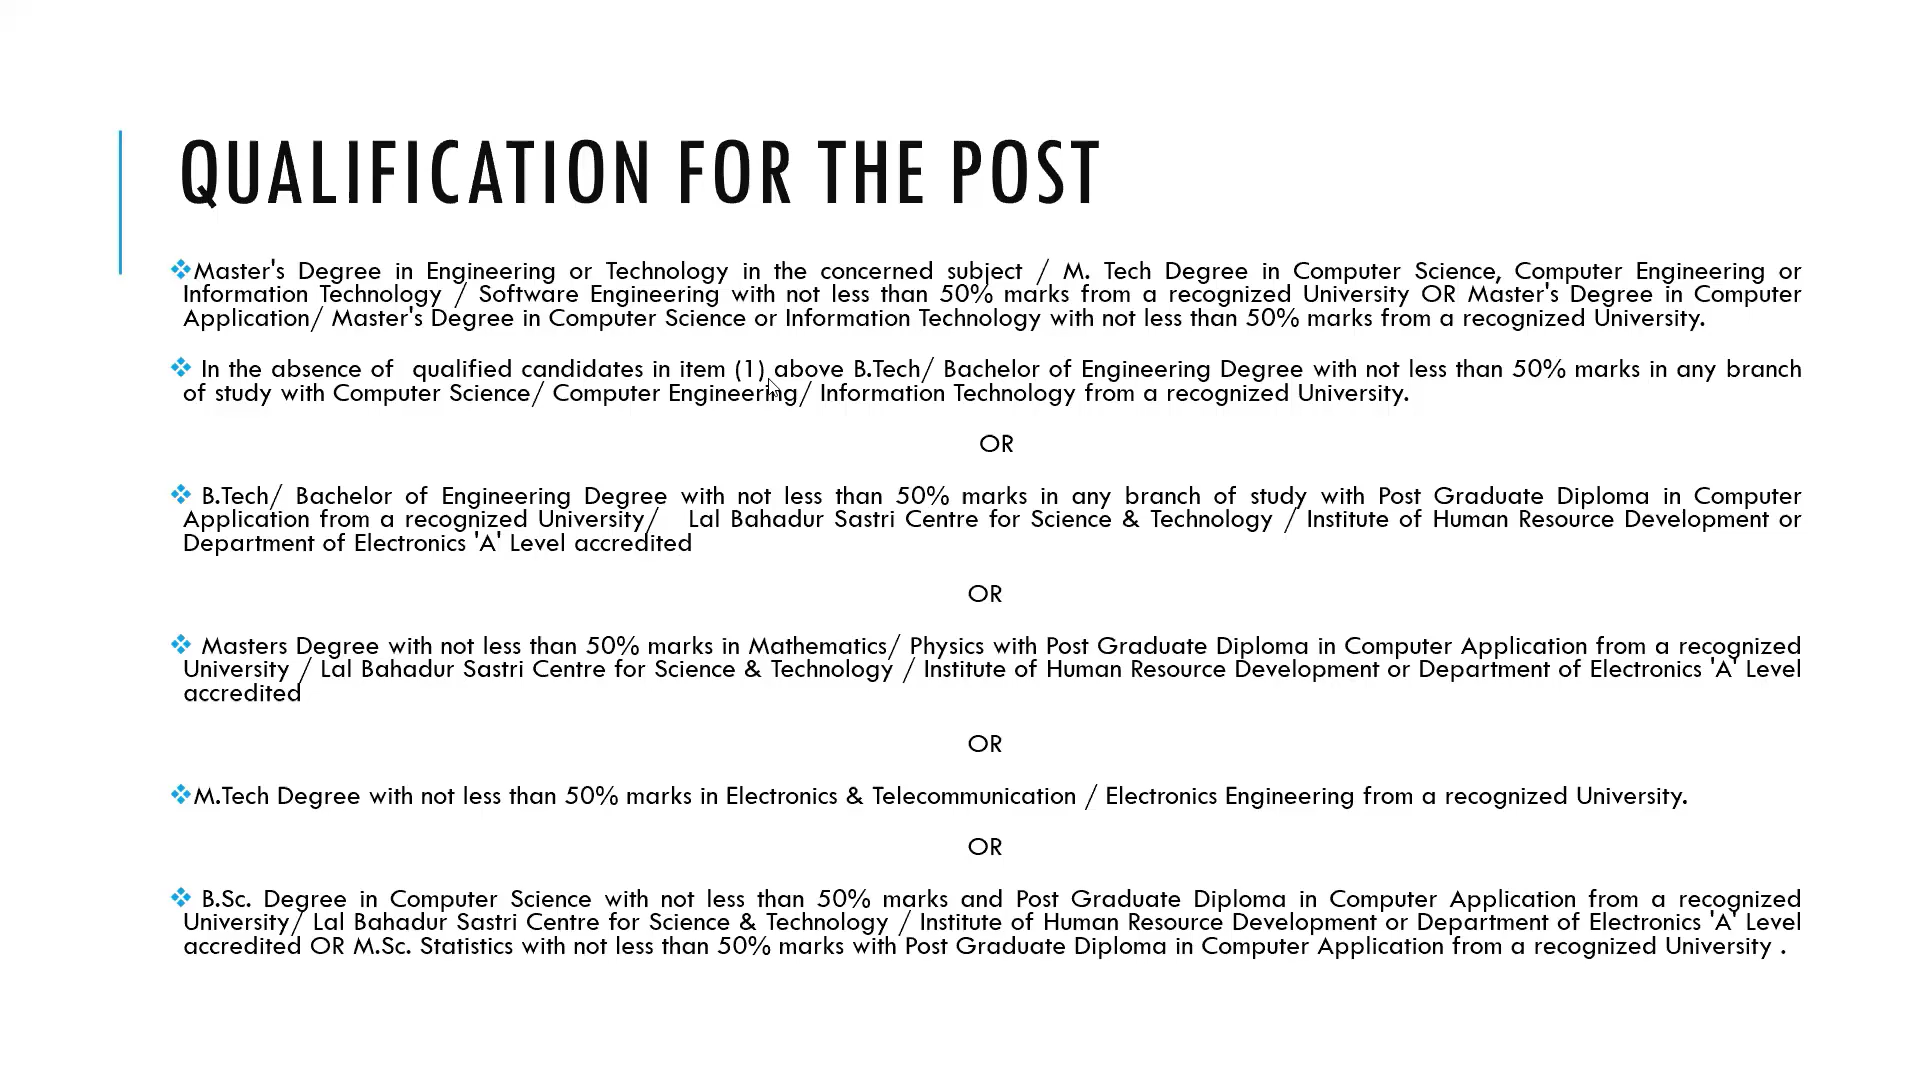 QUALIFICATION FOR THE POST
❖Master's Degree in Engineering or Technology in the concerned subject / M. Tech Degree in Computer Science, Computer Engineering or
Information Technology / Software Engineering with not less than 50% marks from a recognized University OR Master's Degree in Computer
Application/ Master's Degree in Computer Science or Information Technology with not less than 50% marks from a recognized University.
❖ In the absence of  qualified candidates in item (1) above B.Tech/ Bachelor of Engineering Degree with not less than 50% marks in any branch
of study with Computer Science/ Computer Engineering/ Information Technology from a recognized University.
OR
❖ B.Tech/ Bachelor of Engineering Degree with not less than 50% marks in any branch of study with Post Graduate Diploma in Computer
Application from a recognized University/   Lal Bahadur Sastri Centre for Science & Technology / Institute of Human Resource Development or
Department of Electronics 'A' Level accredited
OR
❖ Masters Degree with not less than 50% marks in Mathematics/ Physics with Post Graduate Diploma in Computer Application from a recognized
University / Lal Bahadur Sastri Centre for Science & Technology / Institute of Human Resource Development or Department of Electronics 'A' Level
accredited
OR
❖M.Tech Degree with not less than 50% marks in Electronics & Telecommunication / Electronics Engineering from a recognized University.
OR
❖ B.Sc. Degree in Computer Science with not less than 50% marks and Post Graduate Diploma in Computer Application from a recognized
University/ Lal Bahadur Sastri Centre for Science & Technology / Institute of Human Resource Development or Department of Electronics 'A' Level
accredited OR M.Sc. Statistics with not less than 50% marks with Post Graduate Diploma in Computer Application from a recognized University .